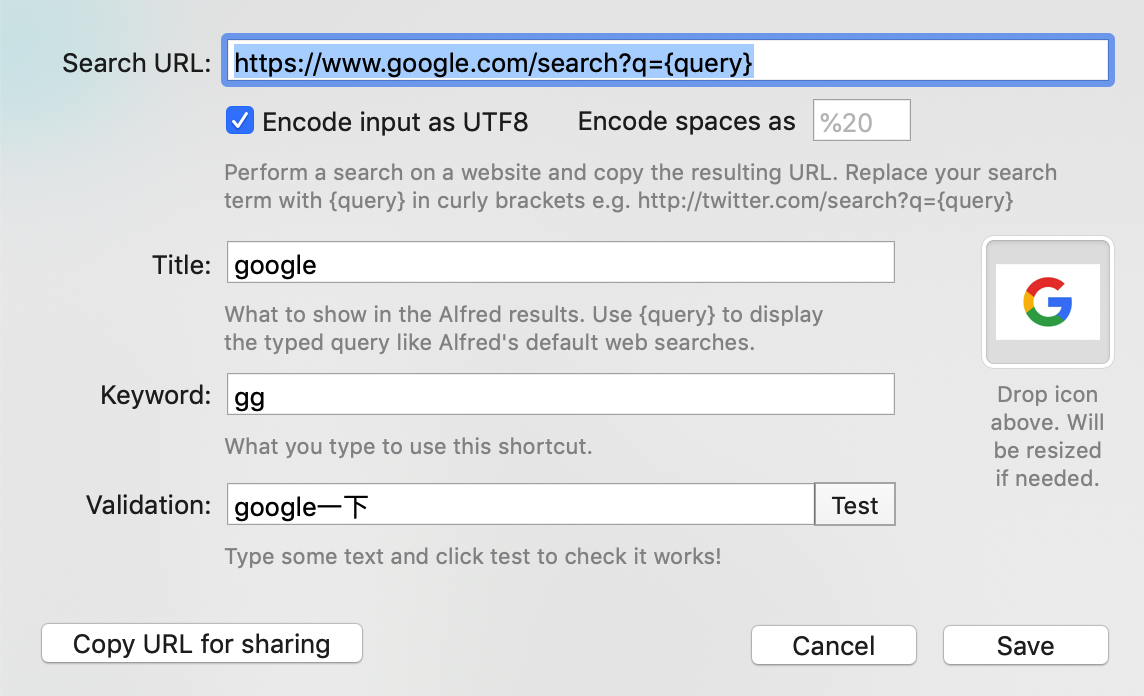 Search URL: https://www.google.com/search?q={query}
Encode input as UTF8 Encode spaces as %20
Perform a search on a website and copy the resulting URL. Replace your search
term with {query} in curly brackets e.g. http://twitter.com/search?q={query}
Title: google
What to show in the Alfred results. Use {query} to display
the typed query like Alfred's default web searches.
Keyword: gg
What you type to use this shortcut.
Drop icon
above. Will
be resized
if needed.
Validation: google一下 Test
Type some text and click test to check it works!
Copy URL for sharing Cancel Save